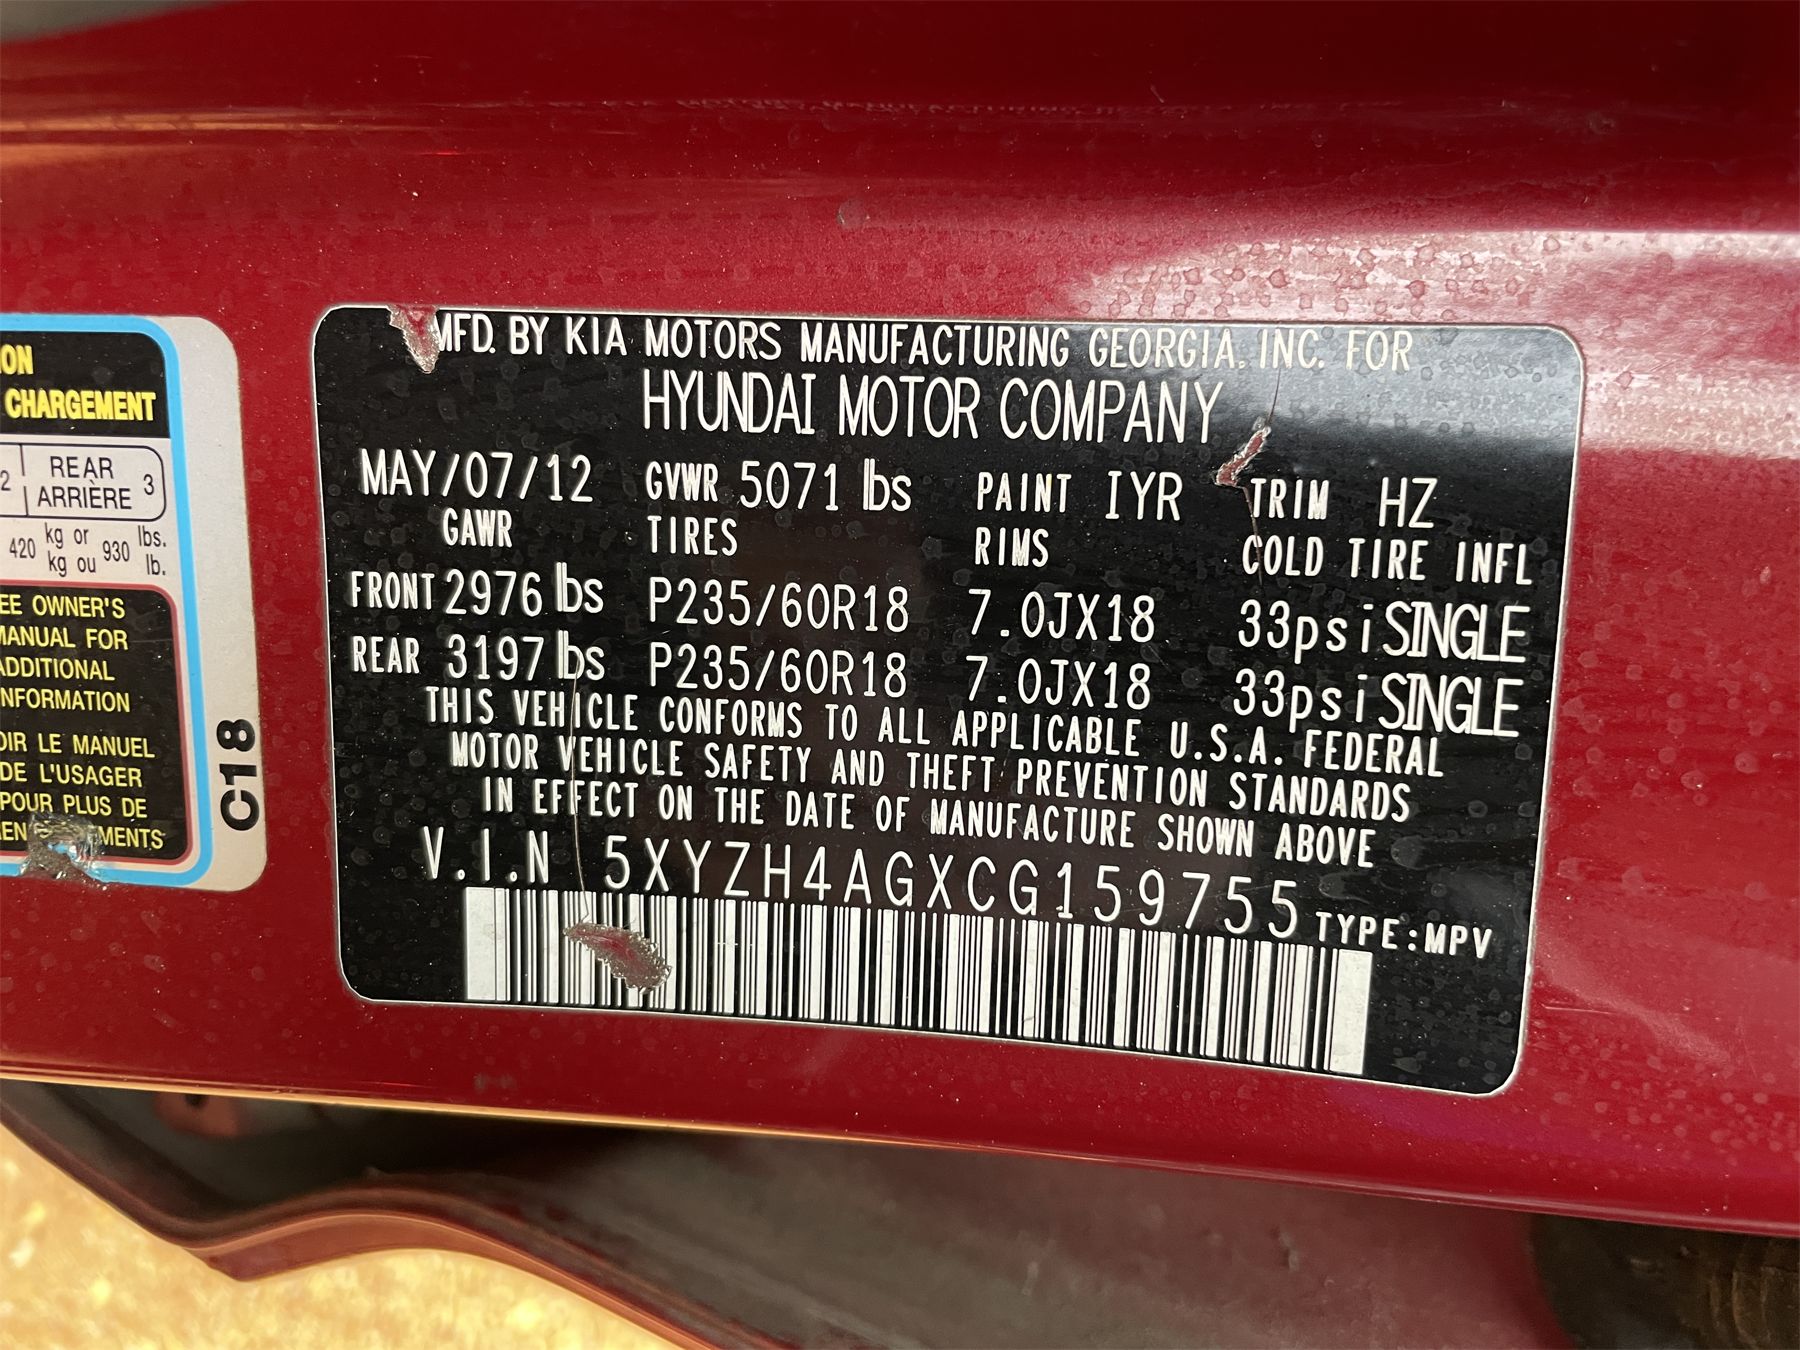 ON
CHARGEMENT
2 REAR 3
ARRIÈRE
420 kg or 930 lbs.
kg ou lb.
OWNER'S
FOR
NAL
DE
LE MANUEL
DE L'USAGER
POUR PLUS DE
C18
MFD. BY KIA MOTORS MANUFACTURING GEORGIA, INC. FOR
HYUNDAI MOTOR COMPANY
MAY/07/12 GVWR 5071 lbs PAINT IYR TRIM HZ
GAWR TIRES RIMS COLD TIRE INFL
FRONT 2976 lbs P235/60R18 7.0JX18 33psi SINGLE
REAR 3197 lbs P235/60R18 7.0JX18 33psi SINGLE
THIS VEHICLE CONFORMS TO ALL APPLICABLE U.S.A. FEDERAL
MOTOR VEHICLE SAFETY AND THEFT PREVENTION STANDARDS
IN EFFECT ON THE DATE OF MANUFACTURE SHOWN ABOVE
V.I.N 5XYZH4AGXCG159755 TYPE:MPV